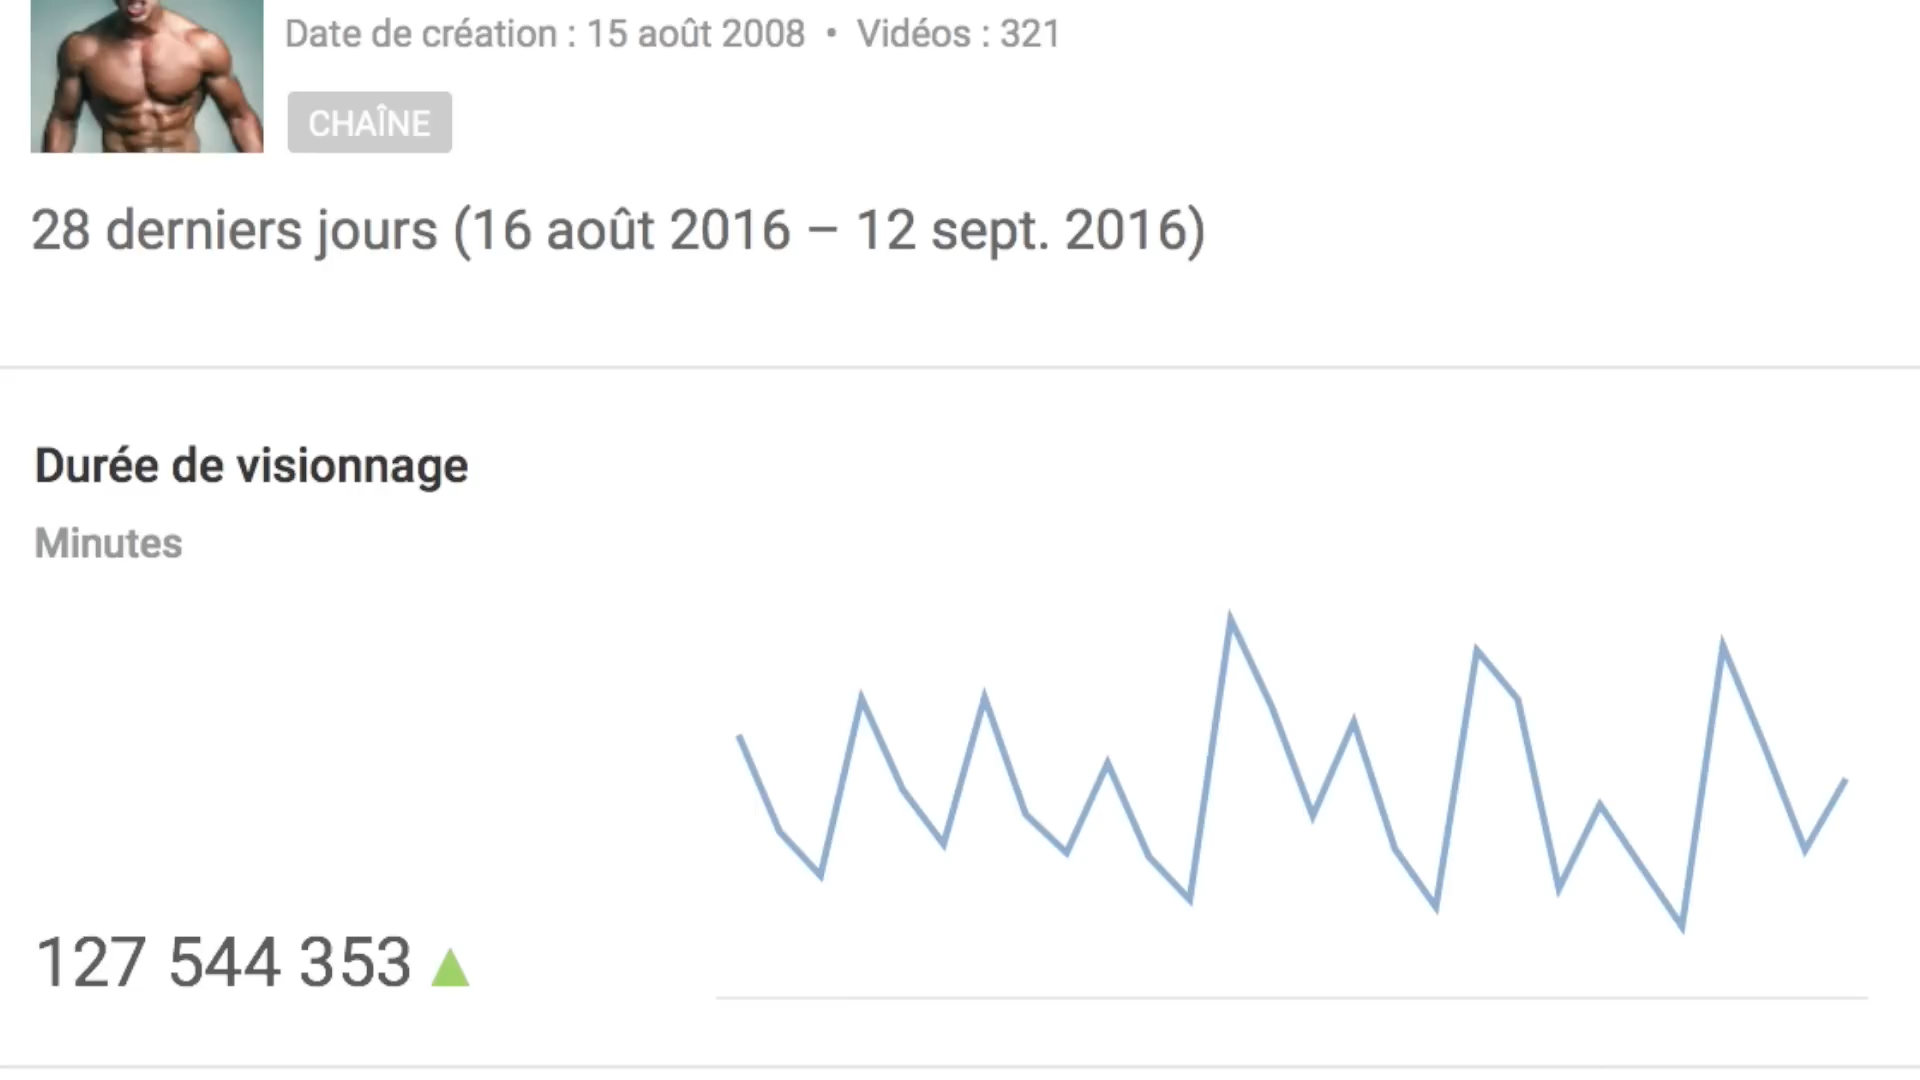 Date de création : 15 août 2008 • Vidéos : 321
CHAÎNE
28 derniers jours (16 août 2016 – 12 sept. 2016)
Durée de visionnage
Minutes
127 544 353